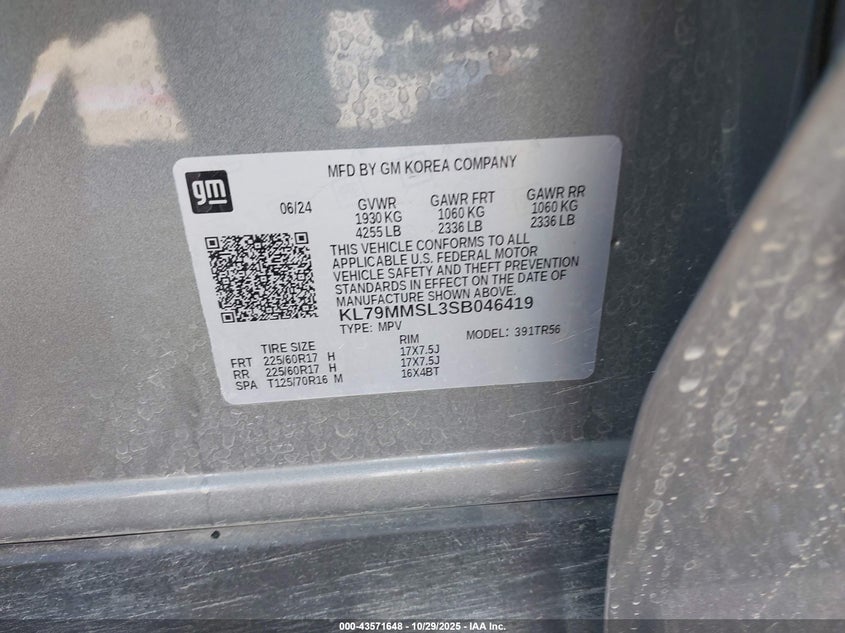 MFD BY GM KOREA COMPANY
gm
06/24
GVWR GAWR FRT GAWR RR
1930 KG 1060 KG 1060 KG
4255 LB 2336 LB 2336 LB
THIS VEHICLE CONFORMS TO ALL
APPLICABLE U.S. FEDERAL MOTOR
VEHICLE SAFETY AND THEFT PREVENTION
STANDARDS IN EFFECT ON THE DATE OF
MANUFACTURE SHOWN ABOVE.
KL79MMSL3SB046419
TYPE: MPV MODEL: 391TR56
TIRE SIZE RIM
FRT 225/60R17 H 17X7.5J
RR 225/60R17 H 17X7.5J
SPA T125/70R16 M 16X4BT
000-43571648 - 10/29/2025 - IAA Inc.